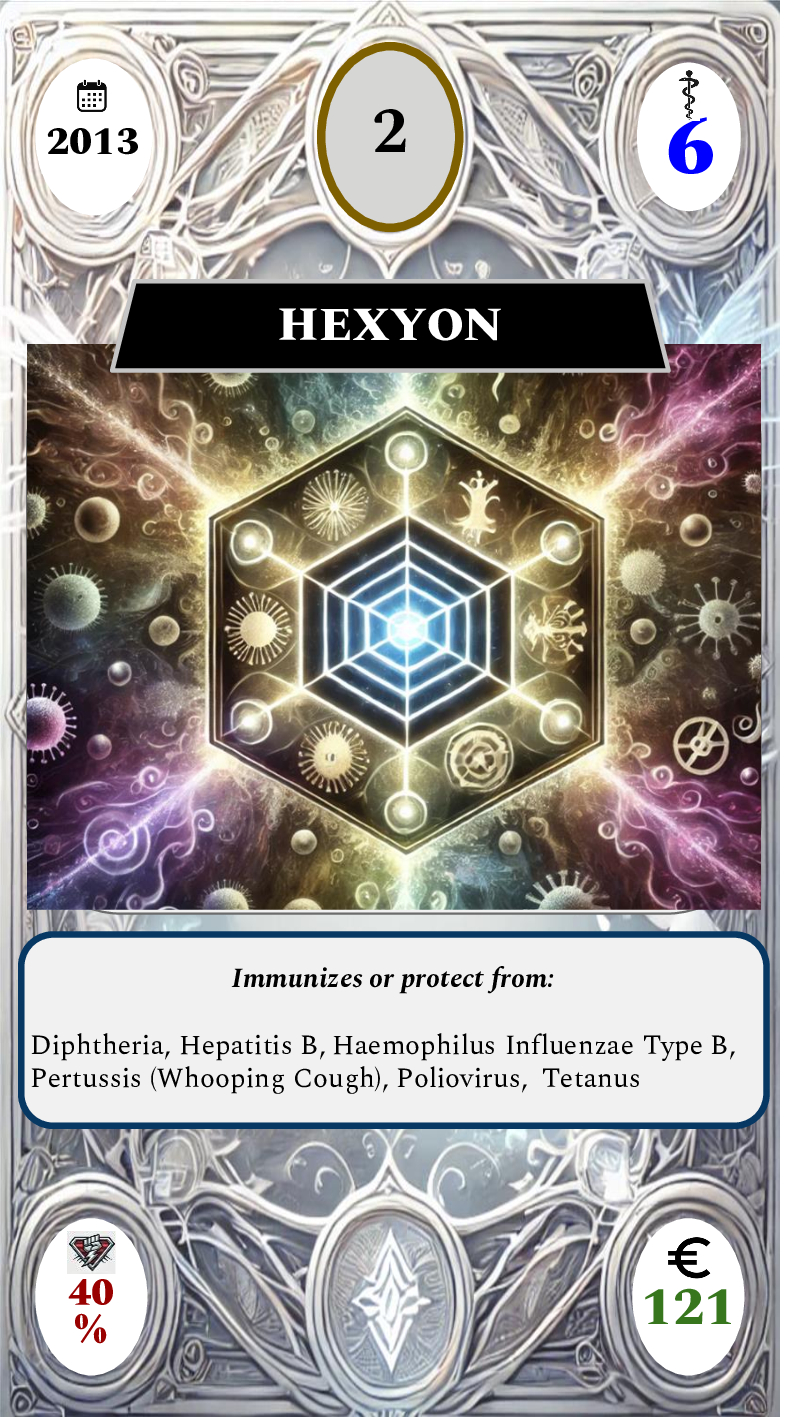 2013
2
6
HEXYON
Immunizes or protect from:
Diphtheria, Hepatitis B, Haemophilus Influenzae Type B,
Pertussis (Whooping Cough), Poliovirus, Tetanus
40
%
€
121